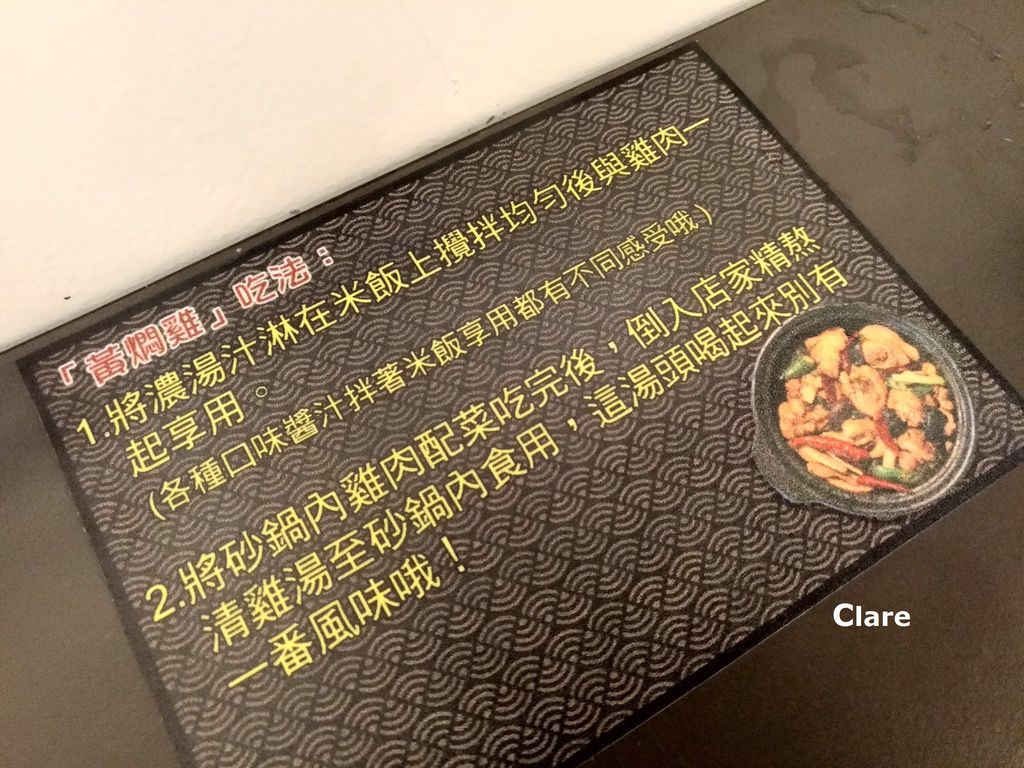 「黃燜雞」吃法：
1.將濃湯汁淋在米飯上攪拌均勻後與雞肉一
起享用。
(各種口味醬汁拌著米飯享用都有不同感受哦)
2.將砂鍋內雞肉配菜吃完後，倒入店家精熬
清雞湯至砂鍋內食用，這湯頭喝起來別有
一番風味哦！
Clare